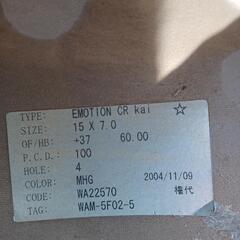 TYPE: EMOTION CR kai ☆
SIZE: 15 X 7.0
OF/HB: +37 60.00
P.C.D.: 100
HOLE: 4
COLOR: MHG 2004/11/09
CODE: WA22570 権代
TAG: WAM-5F02-5